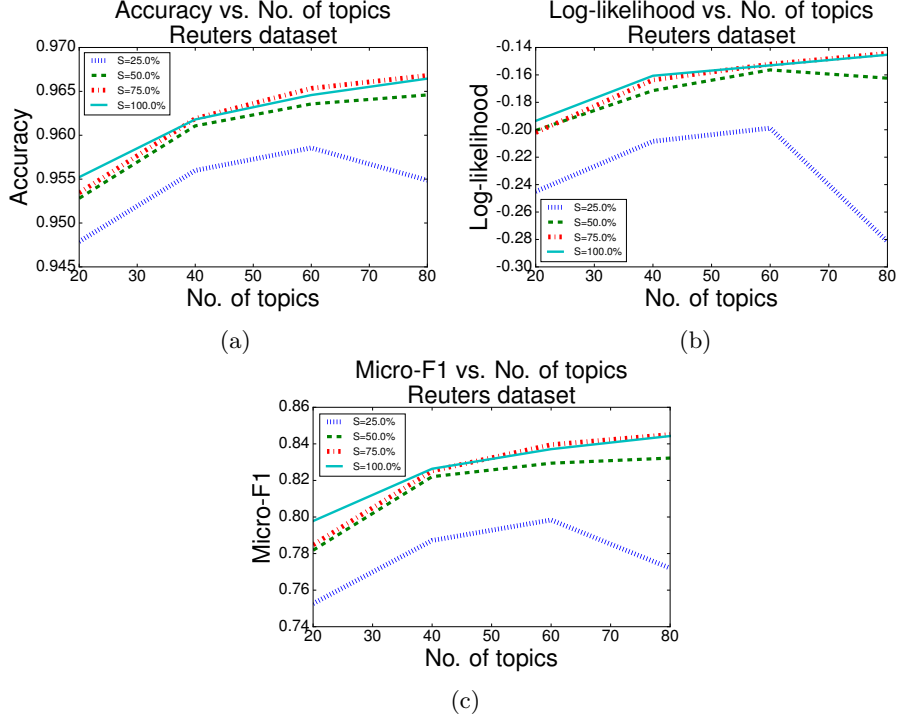 Accuracy vs. No. of topics
Reuters dataset
0.970
0.965
0.960
0.955
0.950
0.945
Accuracy
S=25.0%
S=50.0%
S=75.0%
S=100.0%
20 30 40 50 60 70 80
No. of topics
(a)
Log-likelihood vs. No. of topics
Reuters dataset
-0.14
-0.16
-0.20
-0.22
-0.24
-0.26
-0.28
-0.30
Log-likelihood
S=25.0%
S=50.0%
S=75.0%
S=100.0%
20 30 40 50 60 70 80
No. of topics
(b)
Micro-F1 vs. No. of topics
Reuters dataset
0.86
0.84
0.82
0.80
0.78
0.76
0.74
Micro-F1
S=25.0%
S=50.0%
S=75.0%
S=100.0%
20 30 40 50 60 70 80
No. of topics
(c)